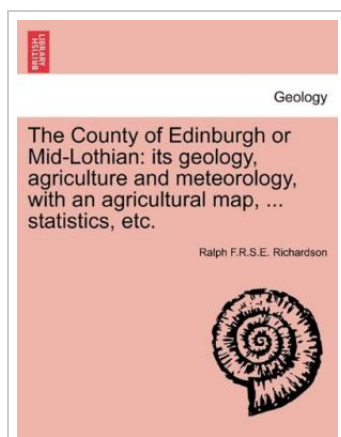 BRITISH
LIBRARY
Geology
The County of Edinburgh or
Mid-Lothian: its geology,
agriculture and meteorology,
with an agricultural map, ...
statistics, etc.
Ralph F.R.S.E. Richardson